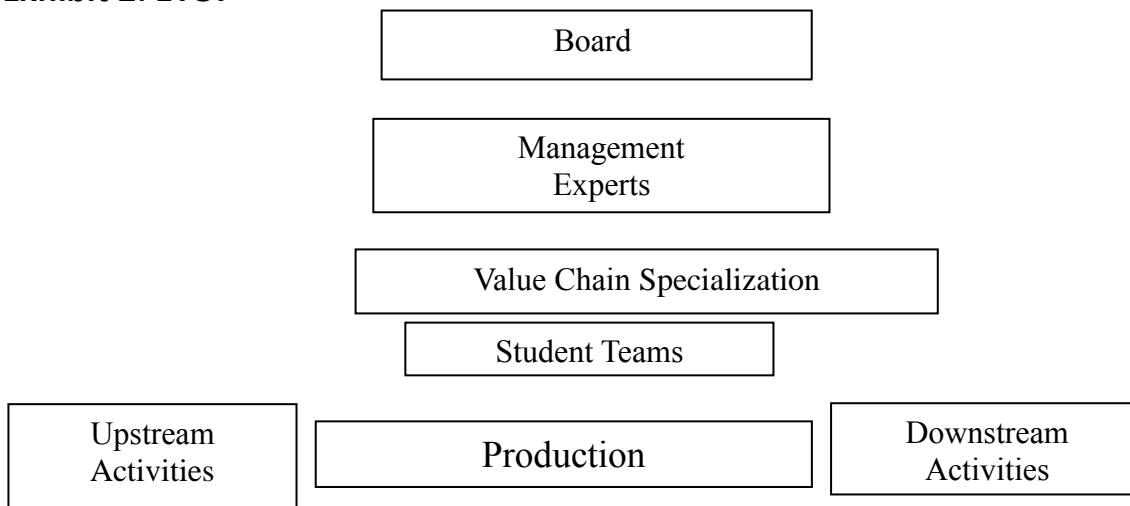 Board
Management
Experts
Value Chain Specialization
Student Teams
Upstream
Activities
Production
Downstream
Activities